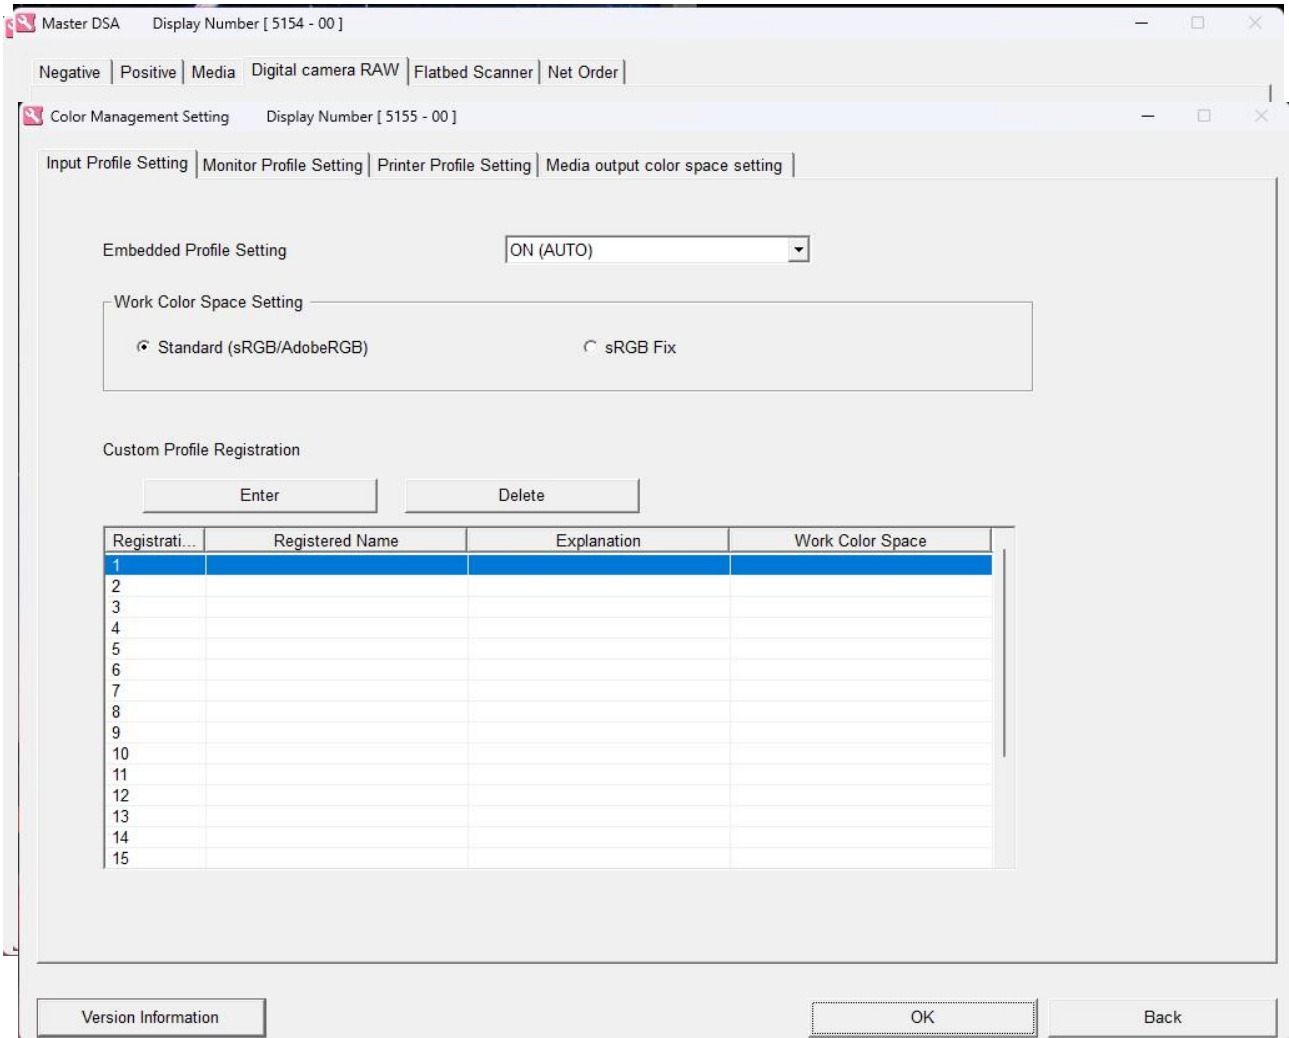 Master DSA Display Number [ 5154 - 00 ]
Negative Positive Media Digital camera RAW Flatbed Scanner Net Order
Color Management Setting Display Number [ 5155 - 00 ]
Input Profile Setting Monitor Profile Setting Printer Profile Setting Media output color space setting
Embedded Profile Setting ON (AUTO)
Work Color Space Setting
Standard (sRGB/AdobeRGB) sRGB Fix
Custom Profile Registration
Enter Delete
Registrati... Registered Name Explanation Work Color Space
1
2
3
4
5
6
7
8
9
10
11
12
13
14
15
Version Information OK Back